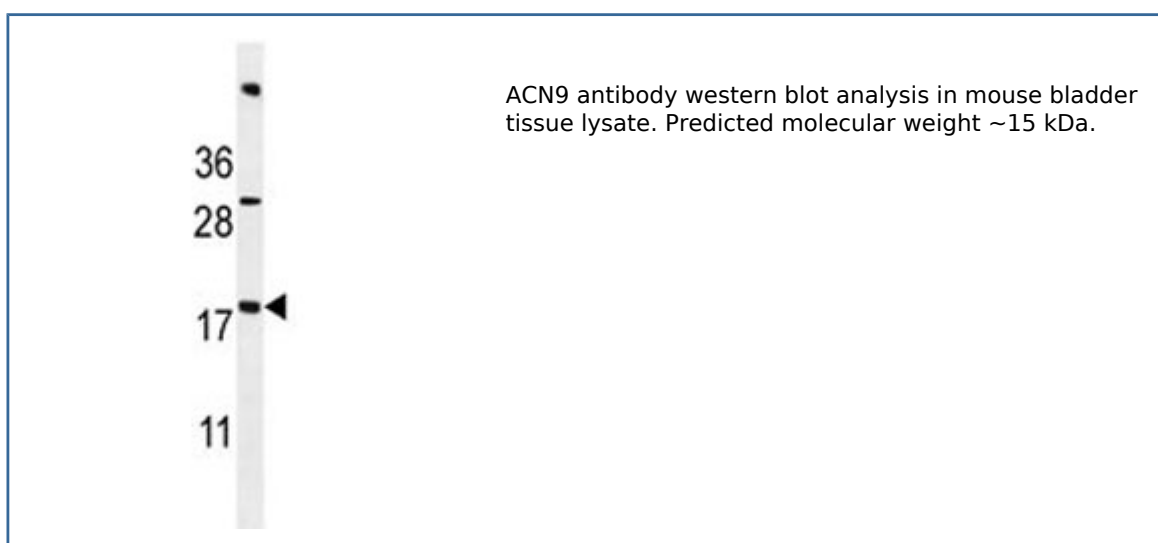 36
28
17
11
ACN9 antibody western blot analysis in mouse bladder
tissue lysate. Predicted molecular weight ~15 kDa.